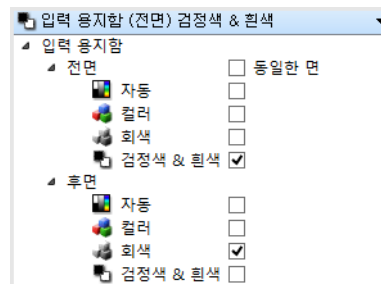 입력 용지함 (전면) 검정색 & 흰색
입력 용지함
전면 동일한 면
자동
컬러
회색
검정색 & 흰색
후면
자동
컬러
회색
검정색 & 흰색